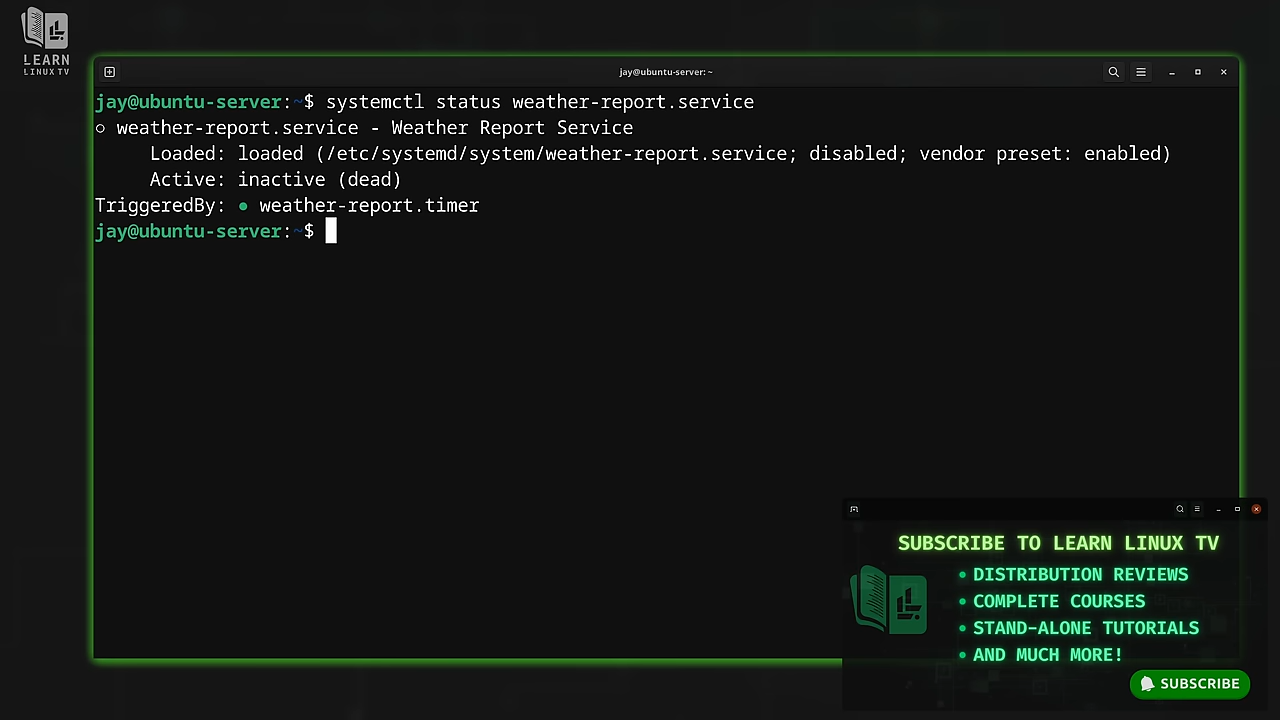 LEARN
LINUX TV
jay@ubuntu-server: ~
jay@ubuntu-server:~$ systemctl status weather-report.service
○ weather-report.service - Weather Report Service
     Loaded: loaded (/etc/systemd/system/weather-report.service; disabled; vendor preset: enabled)
     Active: inactive (dead)
TriggeredBy: ● weather-report.timer
jay@ubuntu-server:~$
SUBSCRIBE TO LEARN LINUX TV
• DISTRIBUTION REVIEWS
• COMPLETE COURSES
• STAND-ALONE TUTORIALS
• AND MUCH MORE!
SUBSCRIBE